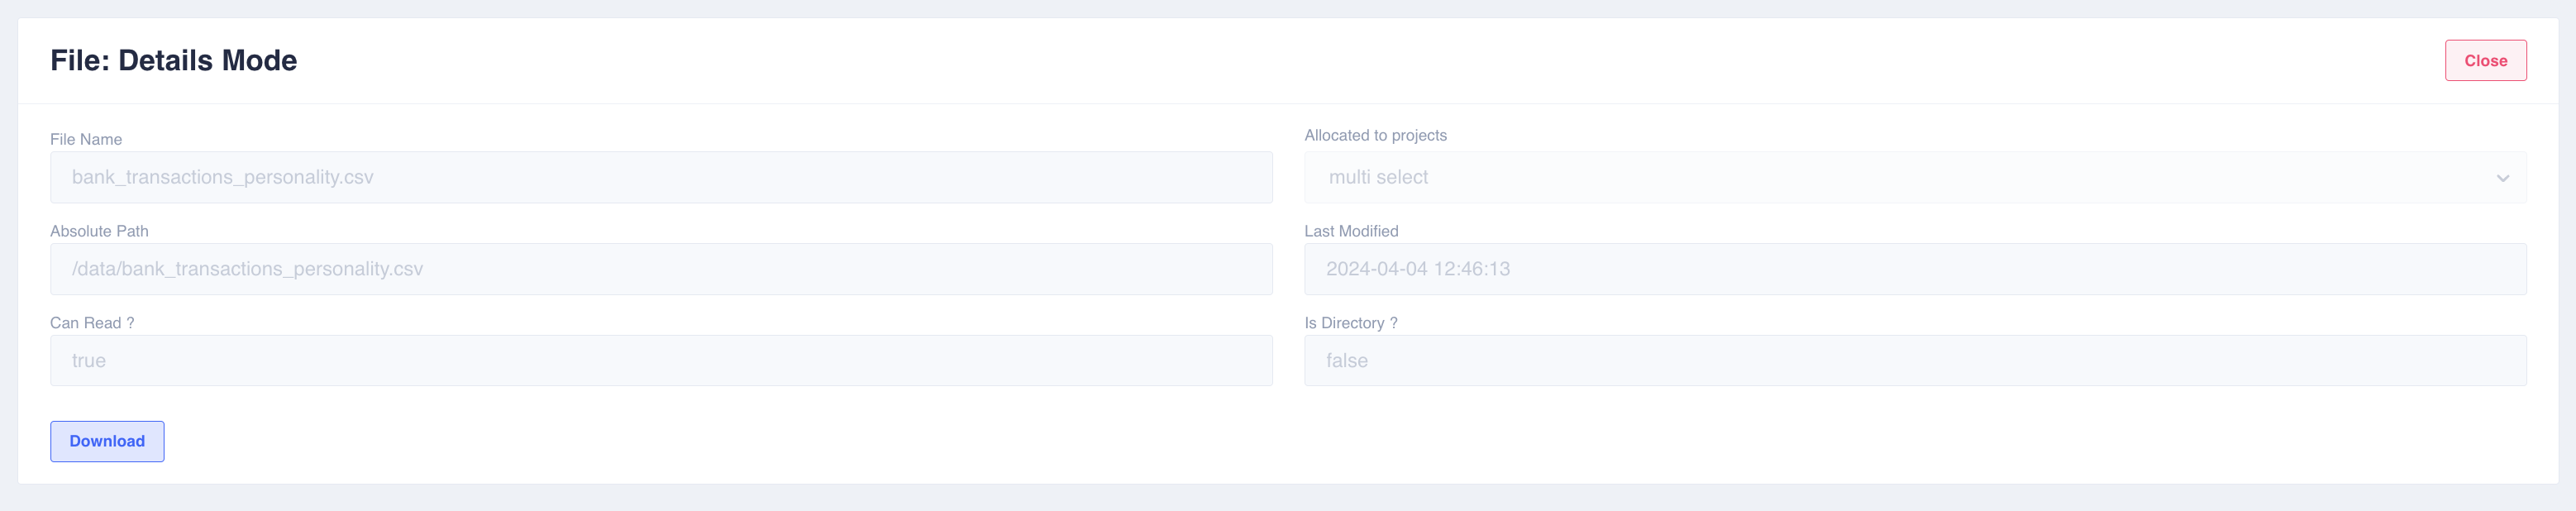 File: Details Mode
Close
File Name
Allocated to projects
bank_transactions_personality.csv
multi select
Absolute Path
Last Modified
/data/bank_transactions_personality.csv
2024-04-04 12:46:13
Can Read ?
Is Directory ?
true
false
Download